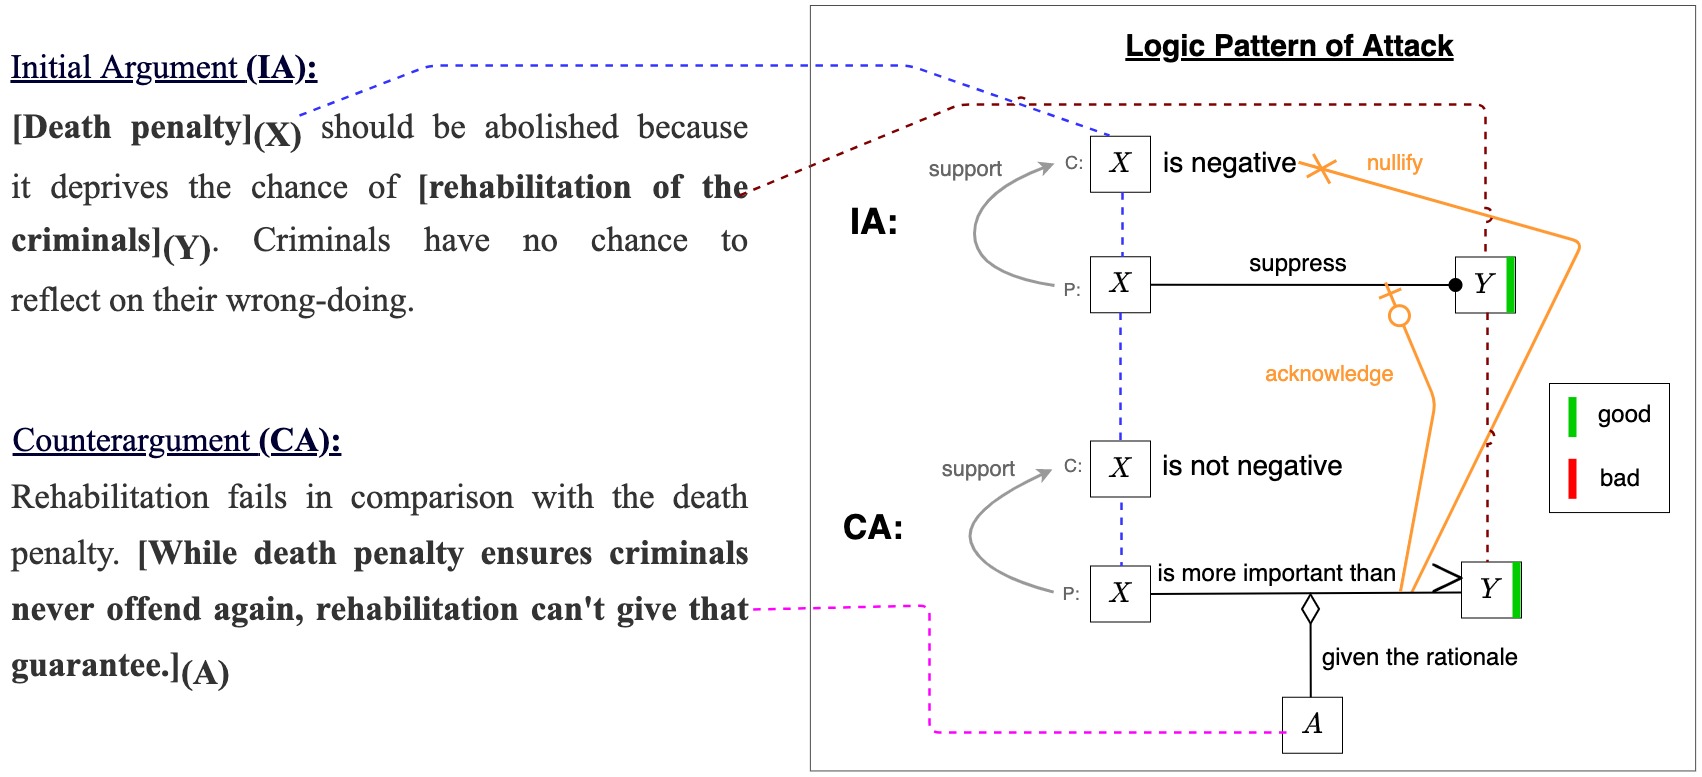 Initial Argument (IA):
[Death penalty](X) should be abolished because
it deprives the chance of [rehabilitation of the
criminals](Y). Criminals have no chance to
reflect on their wrong-doing.
Counterargument (CA):
Rehabilitation fails in comparison with the death
penalty. [While death penalty ensures criminals
never offend again, rehabilitation can't give that
guarantee.](A)
Logic Pattern of Attack
support
C:
X
is negative
nullify
IA:
suppress
P:
X
Y
acknowledge
good
bad
support
C:
X
is not negative
CA:
is more important than
P:
X
Y
given the rationale
A